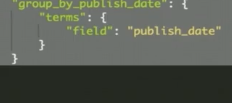 "group_by_publish_date": {
"terms": {
"field": "publish_date"
}
}